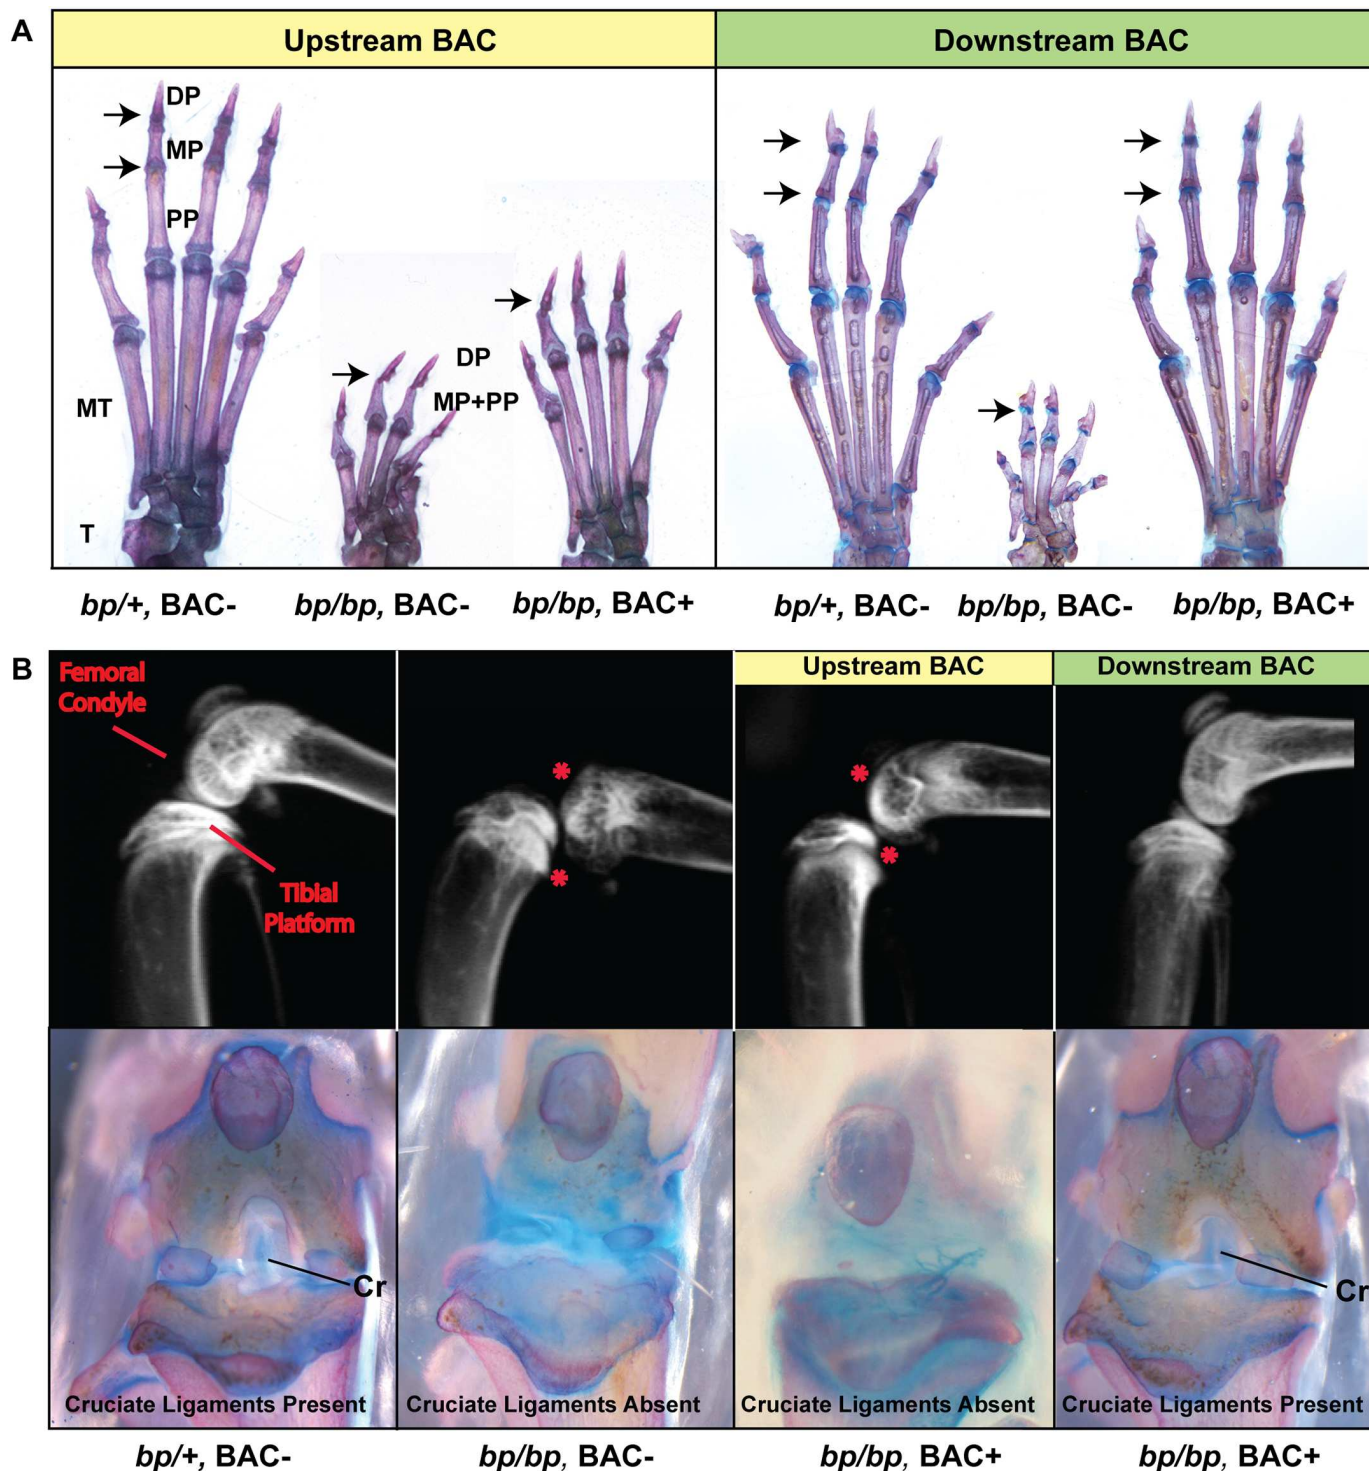 A
Upstream BAC
Downstream BAC
DP
MP
PP
MT
T
DP
MP+PP
bp/+, BAC-
bp/bp, BAC-
bp/bp, BAC+
bp/+, BAC-
bp/bp, BAC-
bp/bp, BAC+
B
Femoral
Condyle
Tibial
Platform
*
*
Upstream BAC
*
*
Downstream BAC
Cr
Cruciate Ligaments Present
Cruciate Ligaments Absent
Cruciate Ligaments Absent
Cr
Cruciate Ligaments Present
bp/+, BAC-
bp/bp, BAC-
bp/bp, BAC+
bp/bp, BAC+